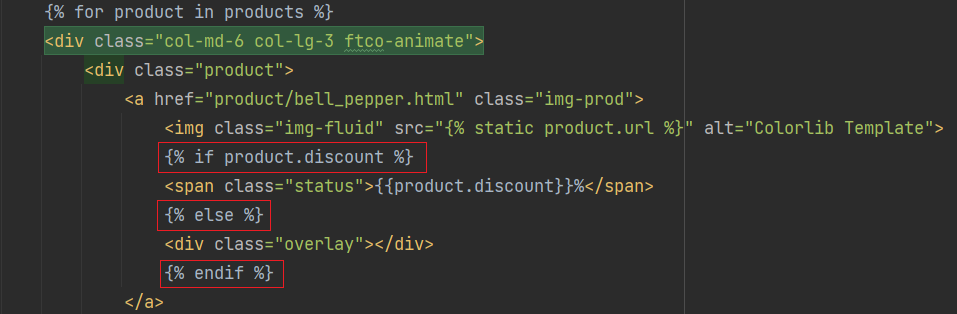 {% for product in products %}
<div class="col-md-6 col-lg-3 ftco-animate">
<div class="product">
<a href="product/bell_pepper.html" class="img-prod">
<img class="img-fluid" src="{% static product.url %}" alt="Colorlib Template">
{% if product.discount %}
<span class="status">{{product.discount}}%</span>
{% else %}
<div class="overlay"></div>
{% endif %}
</a>